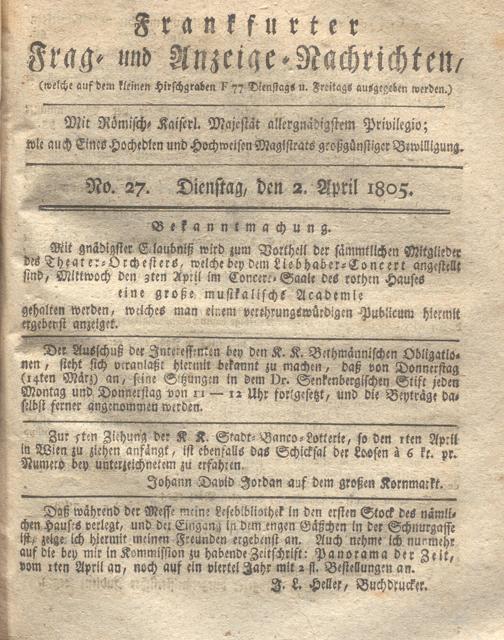 Frankfurter
Frag- und Anzeige-Nachrichten,
(welche auf dem kleinen Hirschgraben F 77 Dienstags u. Freitags ausgegeben werden.)
Mit Römisch-Kaiserl. Majestät allergnädigstem Privilegio;
wie auch Eines Hochedlen und Hochweisen Magistrats großgünstiger Bewilligung.
No. 27. Dienstag, den 2. April 1805.
Bekanntmachung.
Mit gnädigster Erlaubniß wird zum Vortheil der sämmtlichen Mitglieder
des Theater-Orchesters, welche bey dem Liebhaber-Concert angestellt
sind, Mittwoch den 3ten April im Concert-Saale des rothen Hauses
eine große musikalische Academie
gehalten werden, welches man einem verehrungswürdigen Publicum hiermit
ergebenst anzeiget.
Der Ausschuß der Interessenten bey den K. K. Bethmännischen Obligatio-
nen, sieht sich veranlaßt hiermit bekannt zu machen, daß von Donnerstag
(14ten März) an, seine Sitzungen in dem Dr. Senkenbergischen Stift jeden
Montag und Donnerstag von 11 — 12 Uhr fortgesetzt, und die Beyträge da-
selbst ferner angenommen werden.
Zur 5ten Ziehung der K K. Stadt-Banco-Lotterie, so den 1ten April
in Wien zu ziehen anfängt, ist ebenfals das Schicksal der Loosen à 6 kr. pr.
Numero bey unterzeichnetem zu erfahren.
Johann David Jordan auf dem großen Kornmarkt.
Daß während der Messe meine Lesebibliothek in den ersten Stock des nämli-
chen Hauses verlegt, und der Eingang in dem engen Gäßchen in der Schnurgasse
ist, zeige ich hiermit meinen Freunden ergebenst an. Auch nehme ich nunmehr
auf die bey mir in Kommission zu habende Zeitschrift: Panorama der Zeit,
vom 1ten April an, noch auf ein viertel Jahr mit 2 fl. Bestellungen an.
J. L. Heller, Buchdrucker.